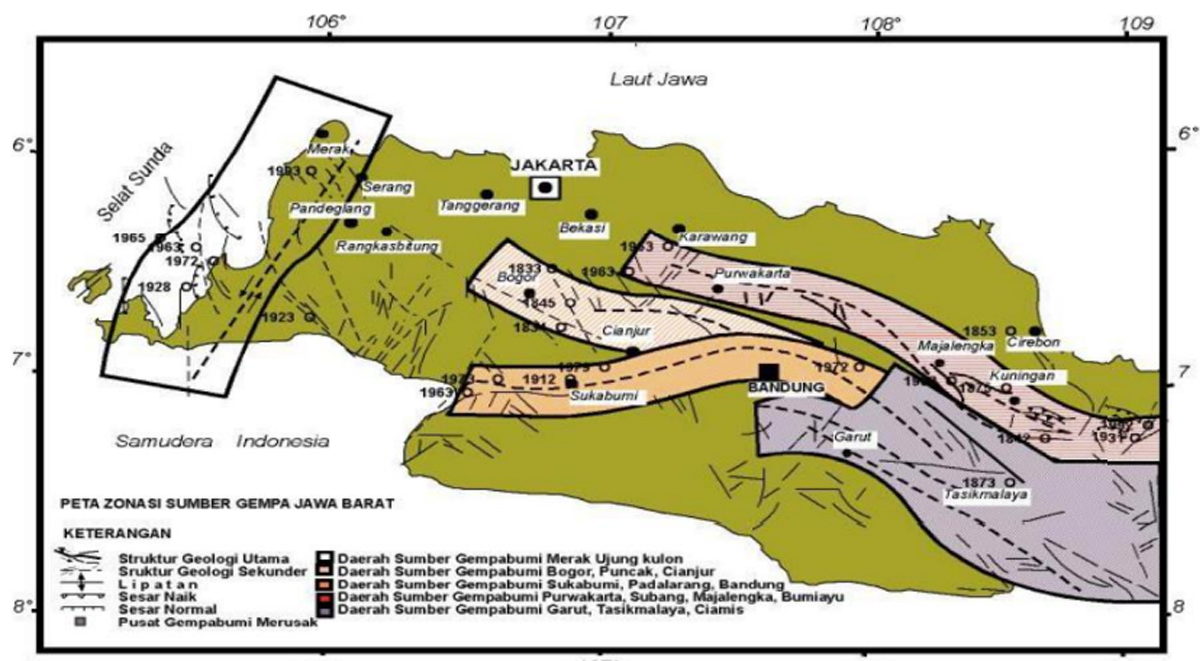 106° 107 108° 109
Laut Jawa
6° 6°
Selat Sunda
Merak
1903
Serang
Pandeglang
Rangkasbitung
JAKARTA
Tanggerang
Bekasi
Karawang
1965
1963
1972
1928
1923
1833
Bogor
1845
1834
Cianjur
1963
Purwakarta
1853 Cirebon
Majalengka
Kuningan
1875
7° 7
1912
Sukabumi
1963
1972
BANDUNG
1842
1931
Garut
1873
Tasikmalaya
Samudera Indonesia
PETA ZONASI SUMBER GEMPA JAWA BARAT
KETERANGAN
Struktur Geologi Utama
Sruktur Geologi Sekunder
Lipatan
Sesar Naik
Sesar Normal
Pusat Gempabumi Merusak
Daerah Sumber Gempabumi Merak Ujung kulon
Daerah Sumber Gempabumi Bogor, Puncak, Cianjur
Daerah Sumber Gempabumi Sukabumi, Padalarang, Bandung
Daerah Sumber Gempabumi Purwakarta, Subang, Majalengka, Bumiayu
Daerah Sumber Gempabumi Garut, Tasikmalaya, Ciamis
8° 8